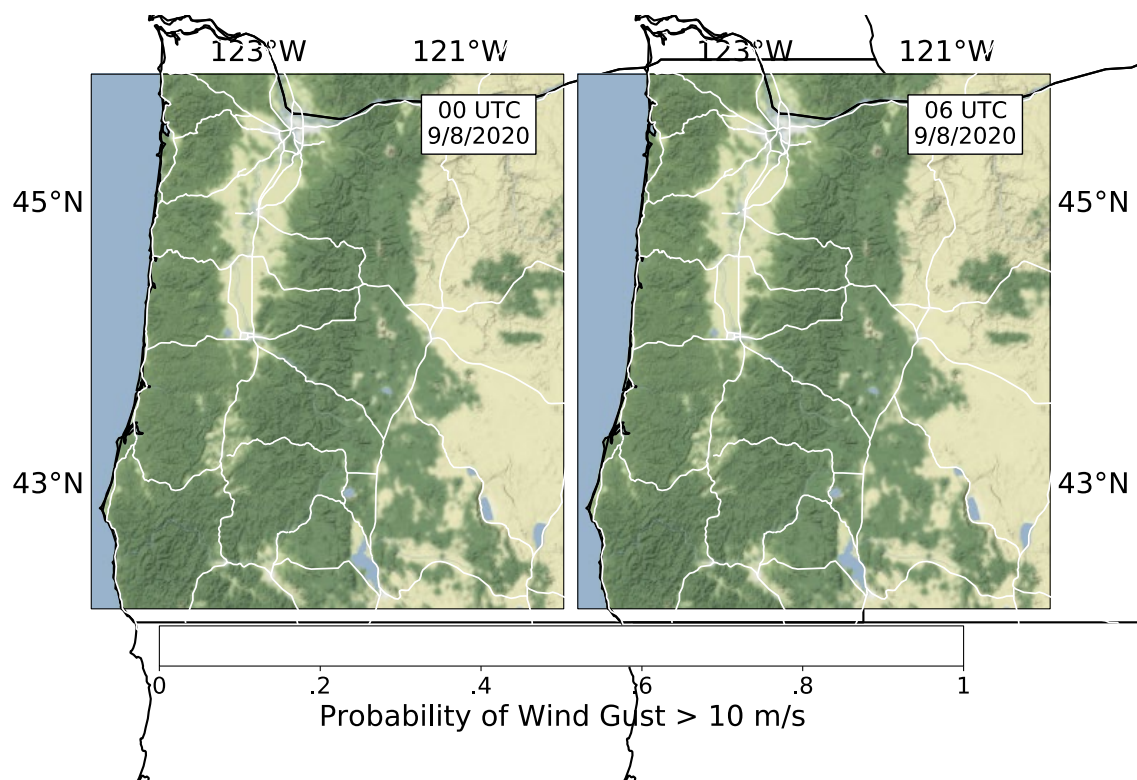 123°W 121°W 123°W 121°W
00 UTC
9/8/2020
06 UTC
9/8/2020
45°N 45°N
43°N 43°N
0 .2 .4 .6 .8 1
Probability of Wind Gust > 10 m/s